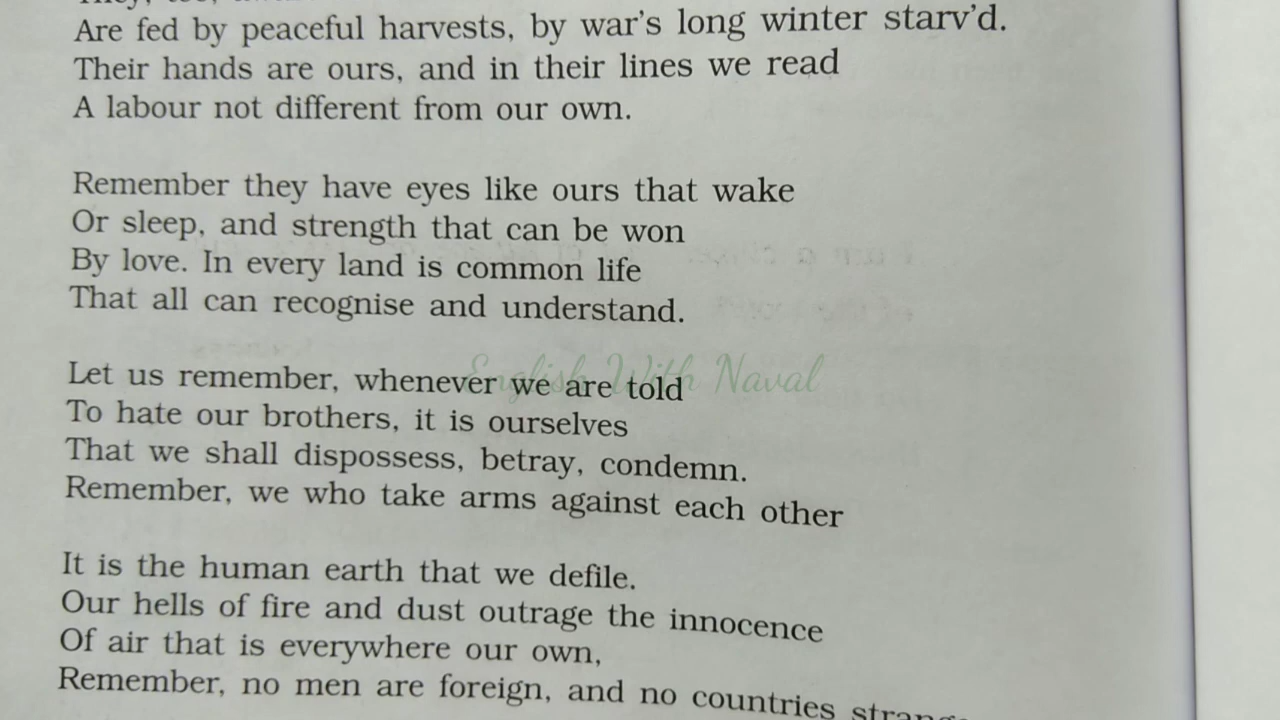 Are fed by peaceful harvests, by war's long winter starv'd.
Their hands are ours, and in their lines we read
A labour not different from our own.
Remember they have eyes like ours that wake
Or sleep, and strength that can be won
By love. In every land is common life
That all can recognise and understand.
English With Naval
Let us remember, whenever we are told
To hate our brothers, it is ourselves
That we shall dispossess, betray, condemn.
Remember, we who take arms against each other
It is the human earth that we defile.
Our hells of fire and dust outrage the innocence
Of air that is everywhere our own,
Remember, no men are foreign, and no countries